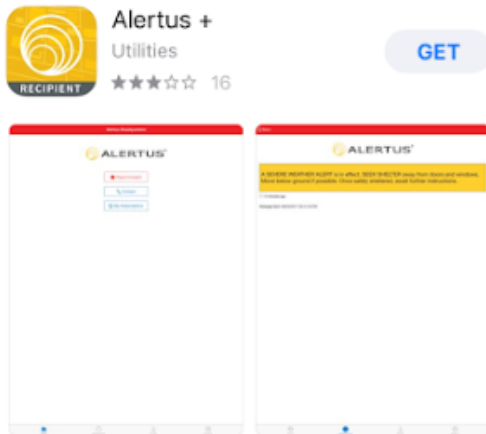 Alertus +
Utilities
GET
RECIPIENT
16
ALERTUS
ALERTUS
A SEVERE WEATHER ALERT is in effect. SEEK SHELTER away from doors and windows.
Move below ground if possible. Once safely sheltered, await further instructions.